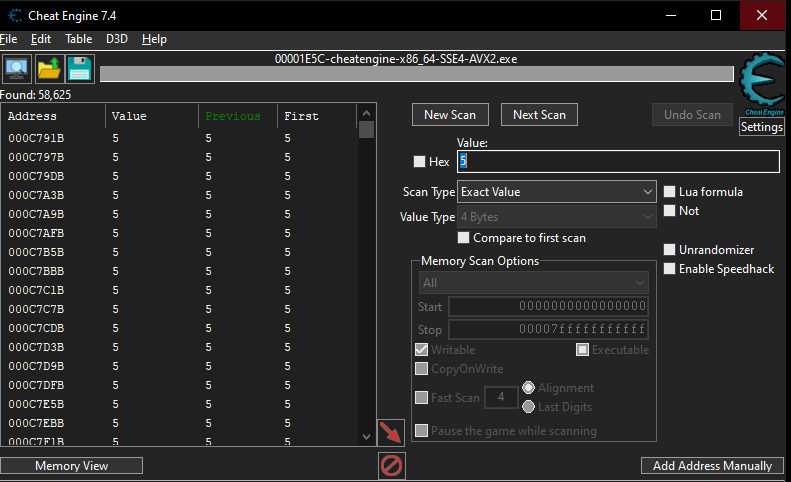 Cheat Engine 7.4
File Edit Table D3D Help
00001E5C-cheatengine-x86_64-SSE4-AVX2.exe
Found: 58,625
Cheat Engine
Settings
Address Value Previous First
000C791B 5 5 5
000C797B 5 5 5
000C79DB 5 5 5
000C7A3B 5 5 5
000C7A9B 5 5 5
000C7AFB 5 5 5
000C7B5B 5 5 5
000C7BBB 5 5 5
000C7C1B 5 5 5
000C7C7B 5 5 5
000C7CDB 5 5 5
000C7D3B 5 5 5
000C7D9B 5 5 5
000C7DFB 5 5 5
000C7E5B 5 5 5
000C7EBB 5 5 5
000C7F1B 5 5 5
New Scan Next Scan Undo Scan
Value:
Hex 5
Scan Type Exact Value
Value Type 4 Bytes
Compare to first scan
Lua formula
Not
Unrandomizer
Enable Speedhack
Memory Scan Options
All
Start 0000000000000000
Stop 00007fffffffffff
Writable Executable
CopyOnWrite
Fast Scan 4 Alignment
Last Digits
Pause the game while scanning
Memory View Add Address Manually